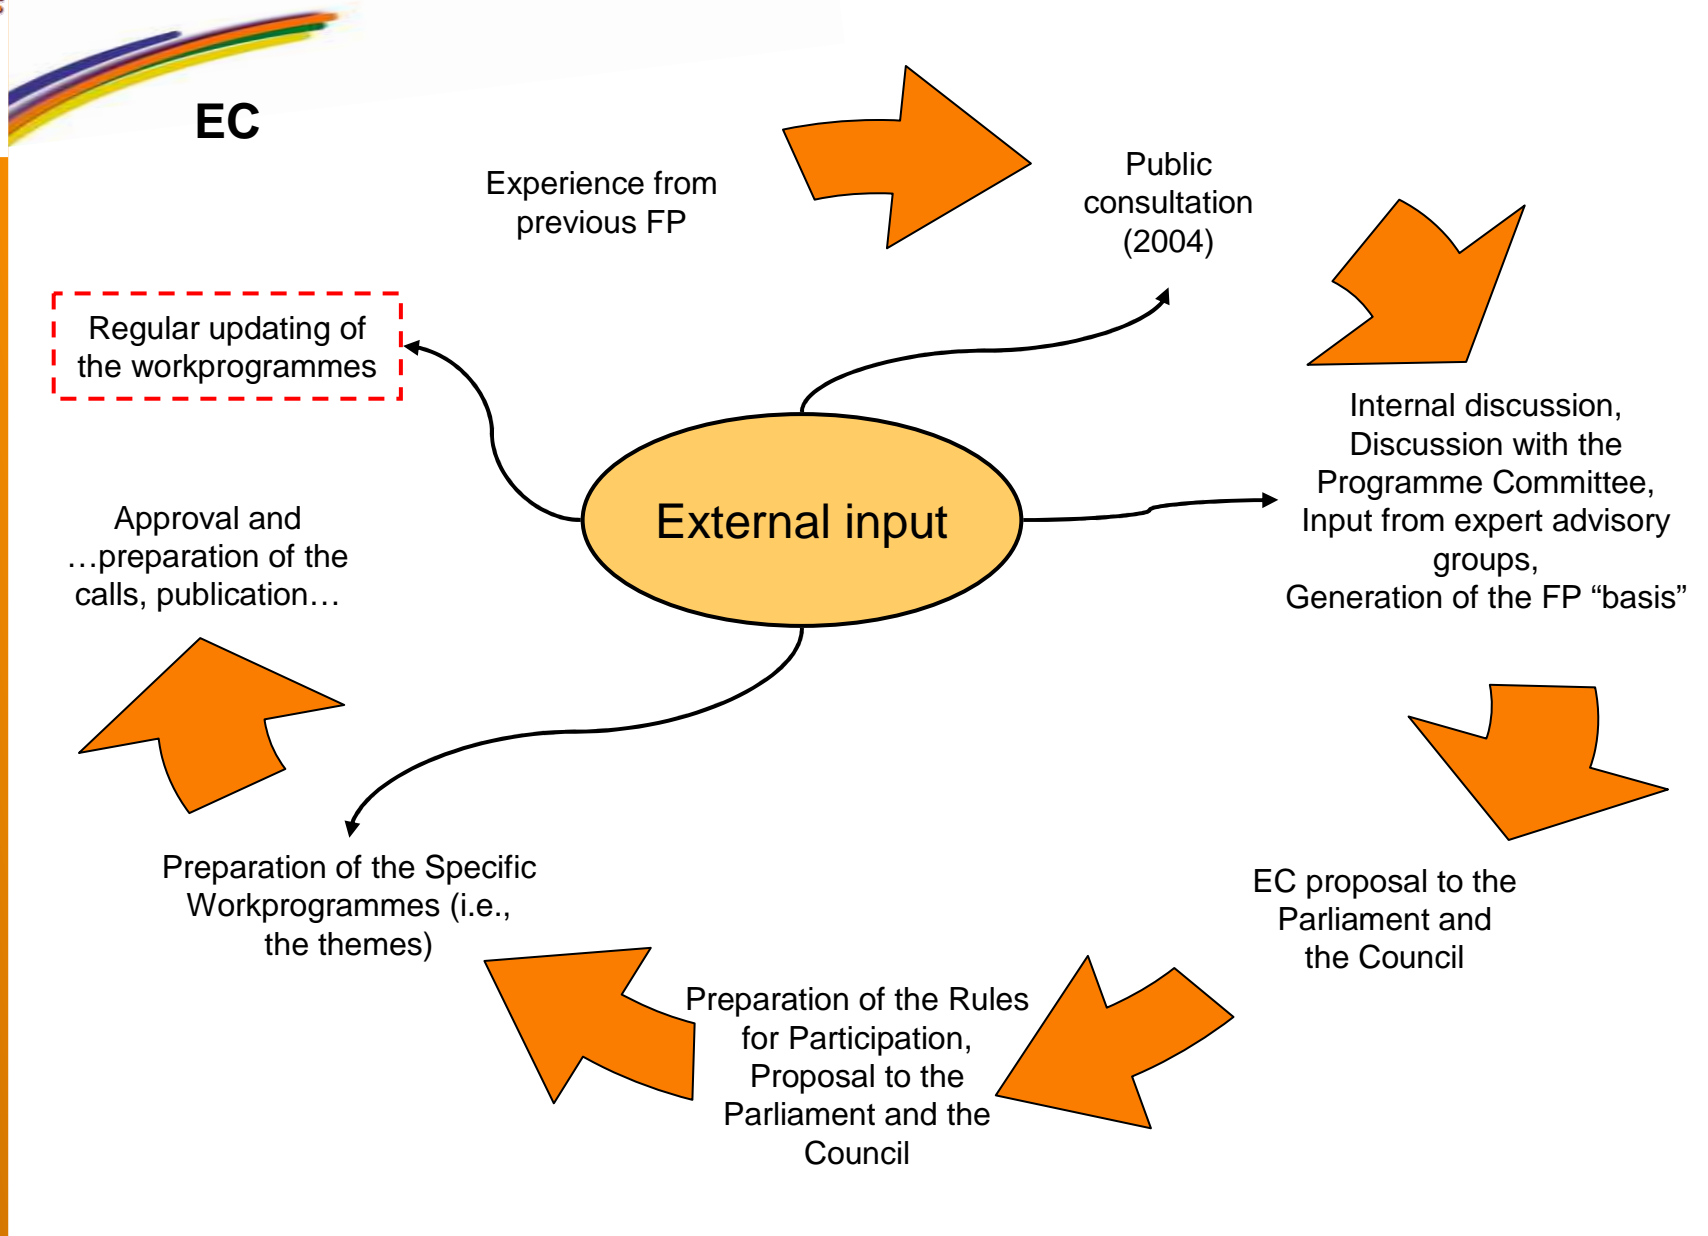 EC
Experience from
previous FP
Public
consultation
(2004)
Regular updating of
the workprogrammes
Internal discussion,
Discussion with the
Programme Committee,
Input from expert advisory
groups,
Generation of the FP “basis”
External input
Approval and
…preparation of the
calls, publication…
Preparation of the Specific
Workprogrammes (i.e.,
the themes)
EC proposal to the
Parliament and
the Council
Preparation of the Rules
for Participation,
Proposal to the
Parliament and the
Council